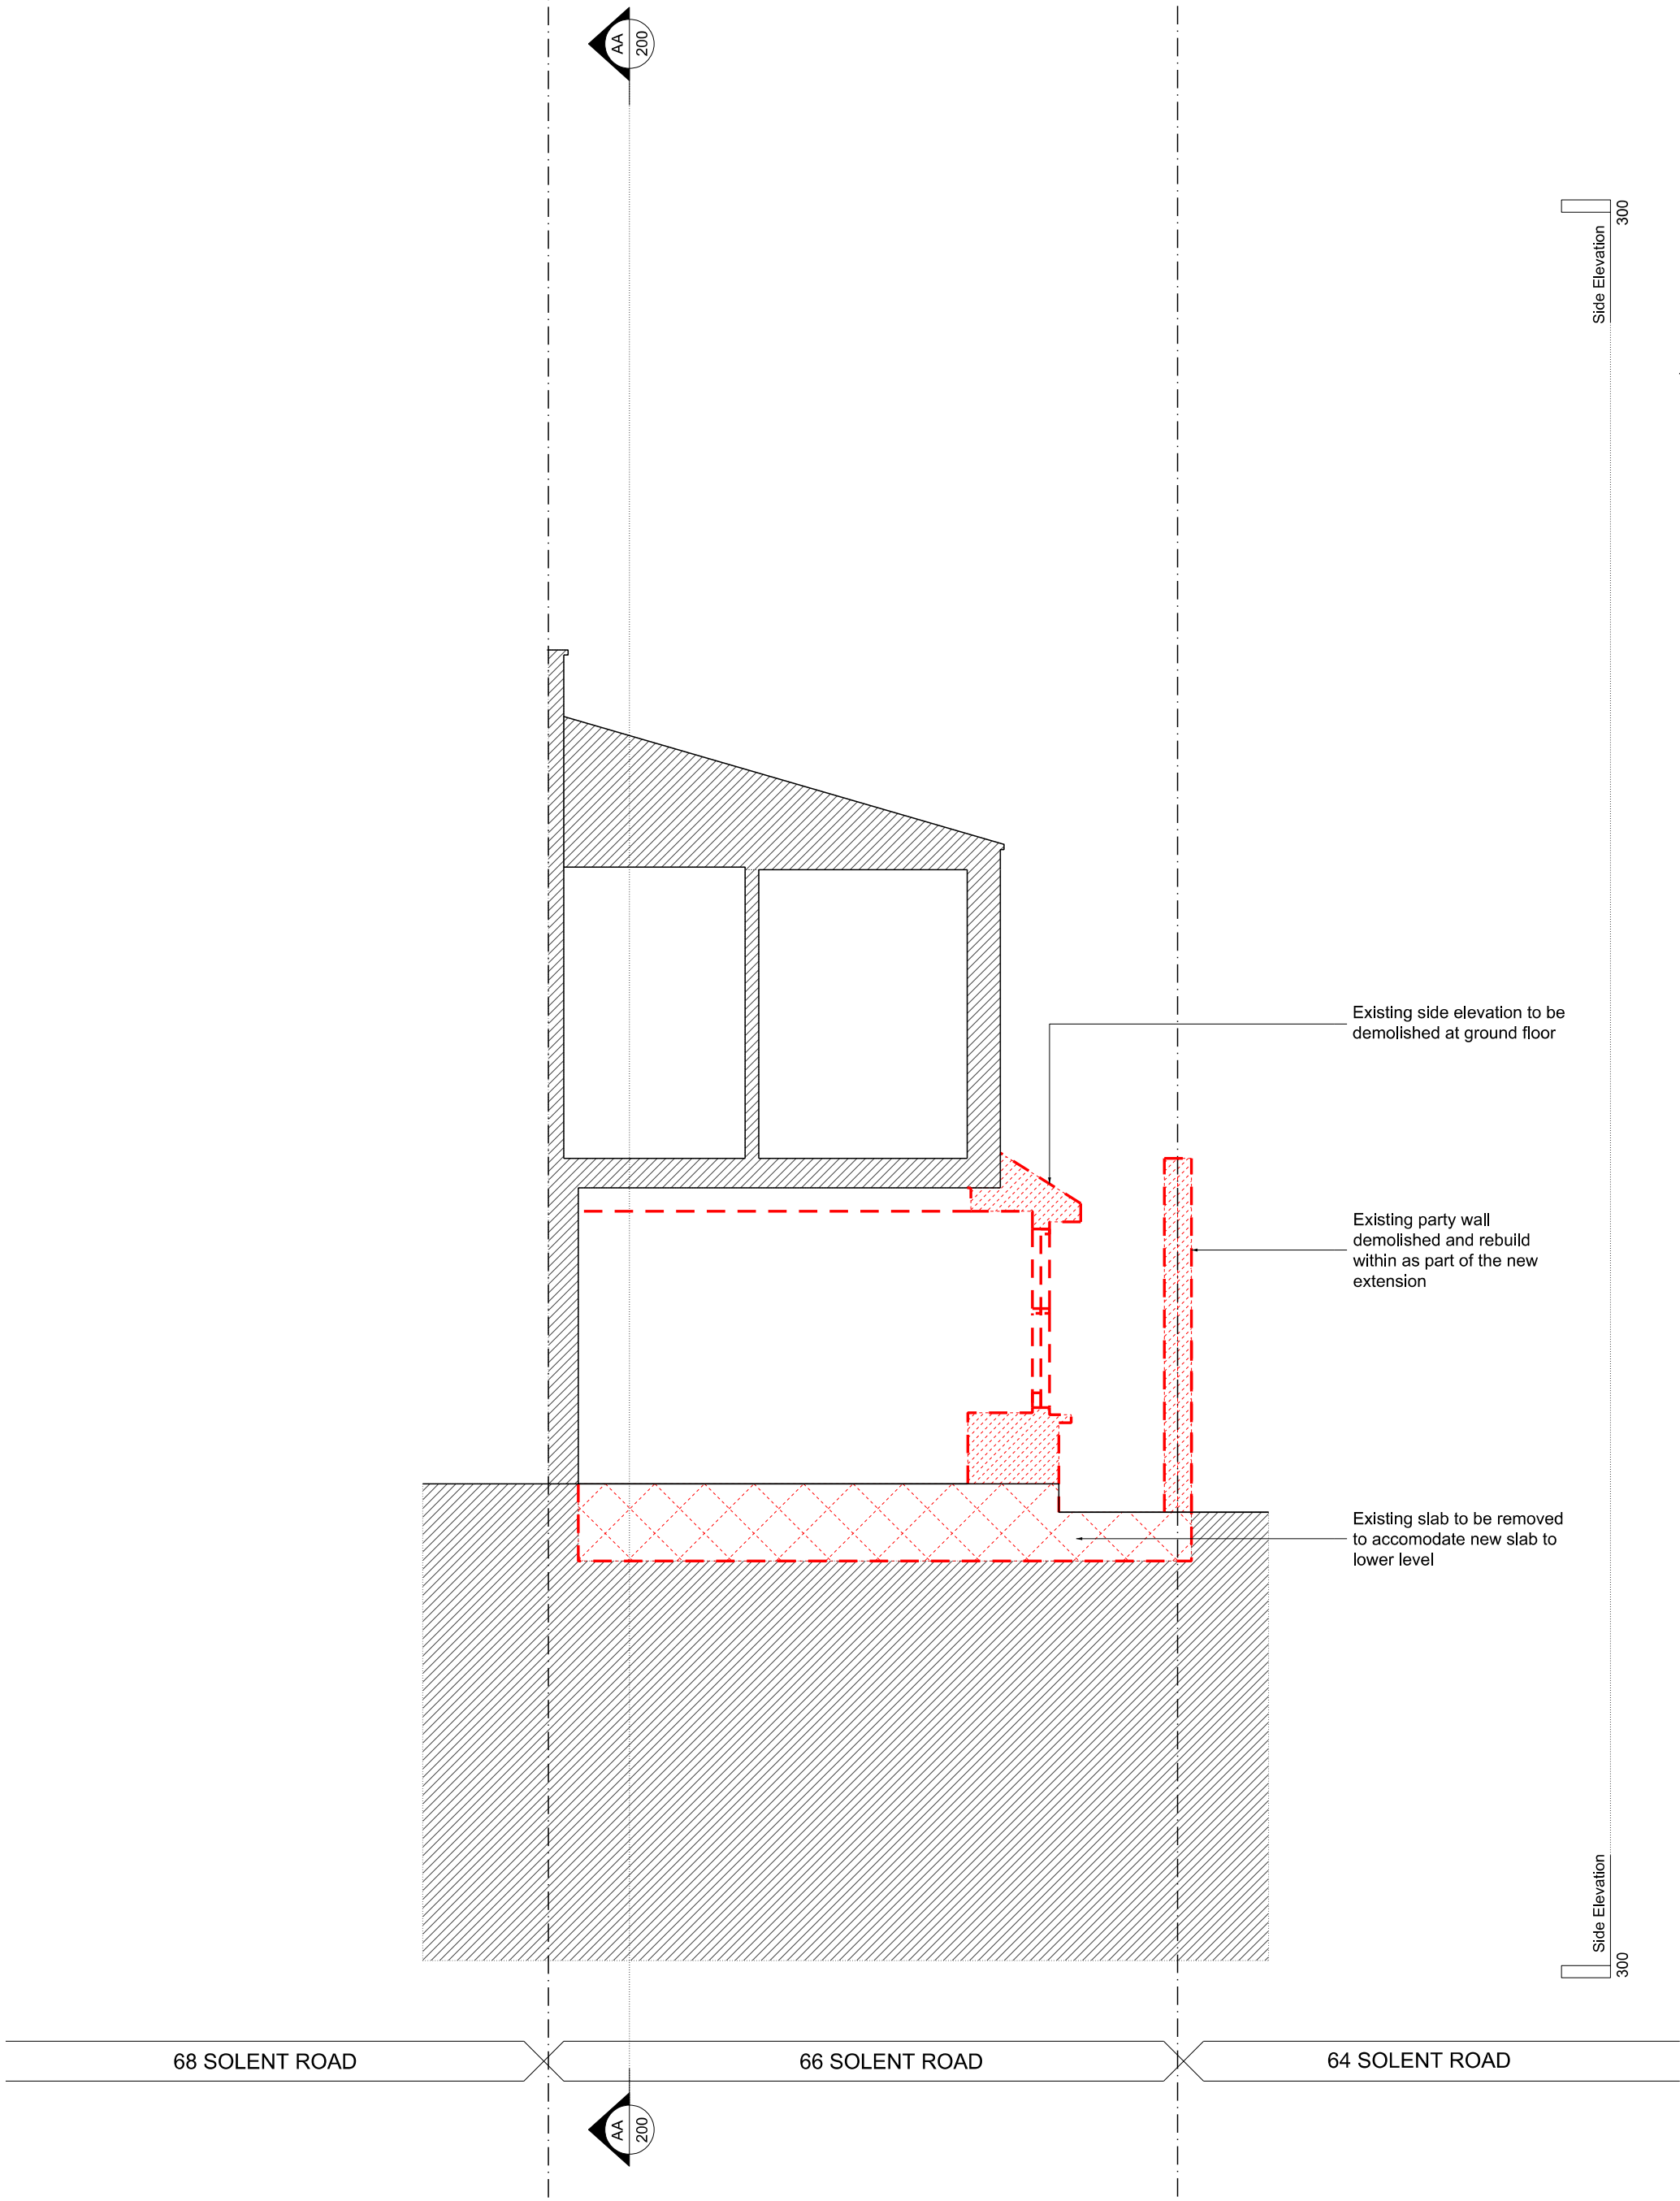 AA
200
300
Side Elevation
Existing side elevation to be
demolished at ground floor
Existing party wall
demolished and rebuild
within as part of the new
extension
Existing slab to be removed
to accomodate new slab to
lower level
Side Elevation
300
68 SOLENT ROAD
66 SOLENT ROAD
64 SOLENT ROAD
AA
200